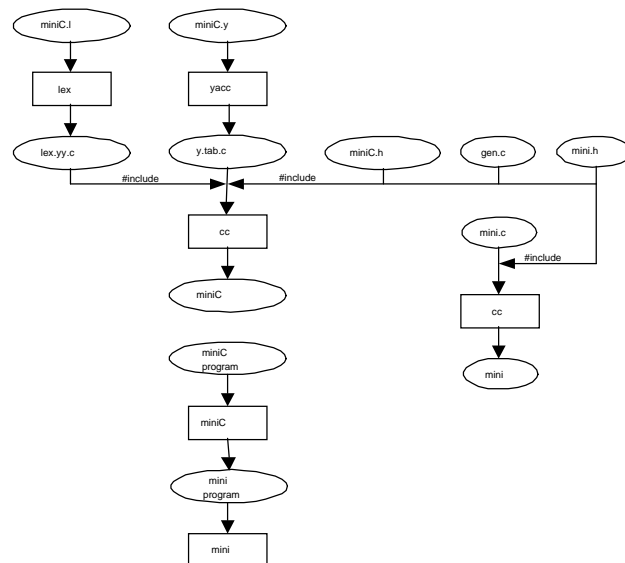 miniC.l
miniC.y
lex
yacc
lex.yy.c
y.tab.c
miniC.h
gen.c
mini.h
#include
#include
cc
mini.c
#include
miniC
cc
miniC
program
mini
miniC
mini
program
mini